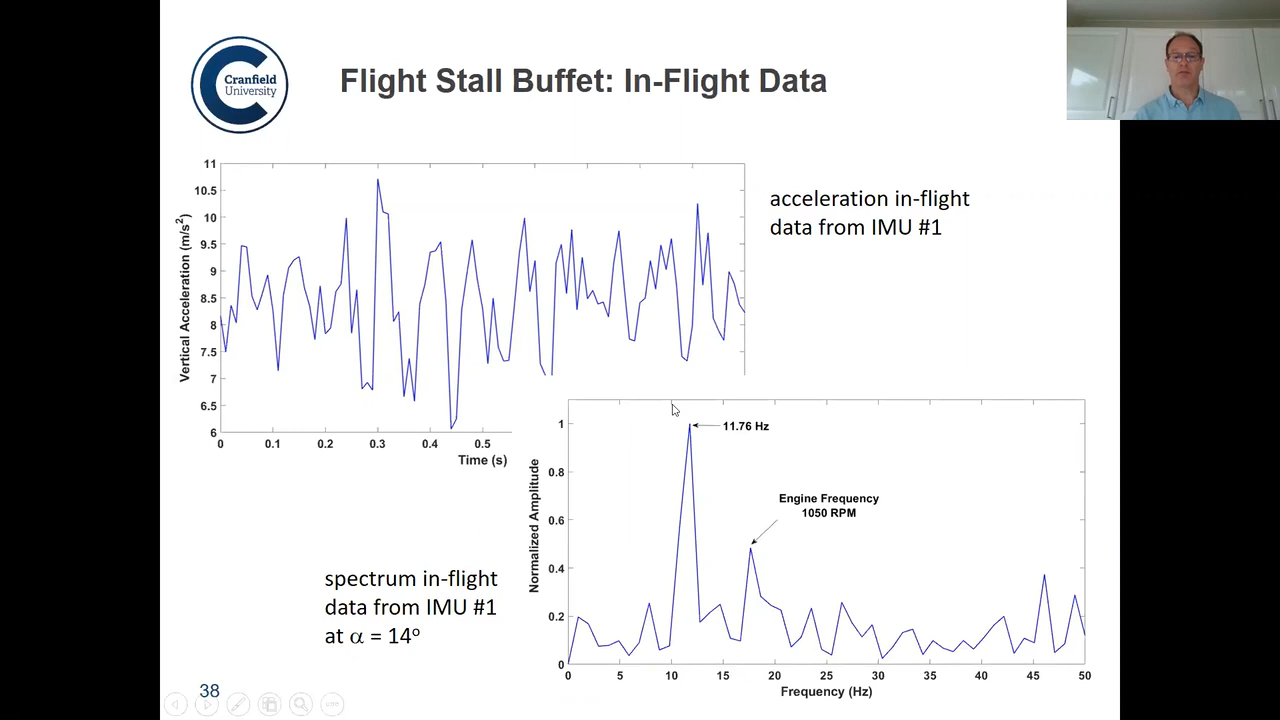 Cranfield
University
Flight Stall Buffet: In-Flight Data
11
10.5
10
9.5
9
8.5
8
7.5
7
6.5
6
Vertical Acceleration (m/s²)
0
0.1
0.2
0.3
0.4
0.5
Time (s)
acceleration in-flight
data from IMU #1
1
0.8
0.6
0.4
0.2
0
Normalized Amplitude
11.76 Hz
Engine Frequency
1050 RPM
0
5
10
15
20
25
30
35
40
45
50
Frequency (Hz)
spectrum in-flight
data from IMU #1
at α = 14º
38